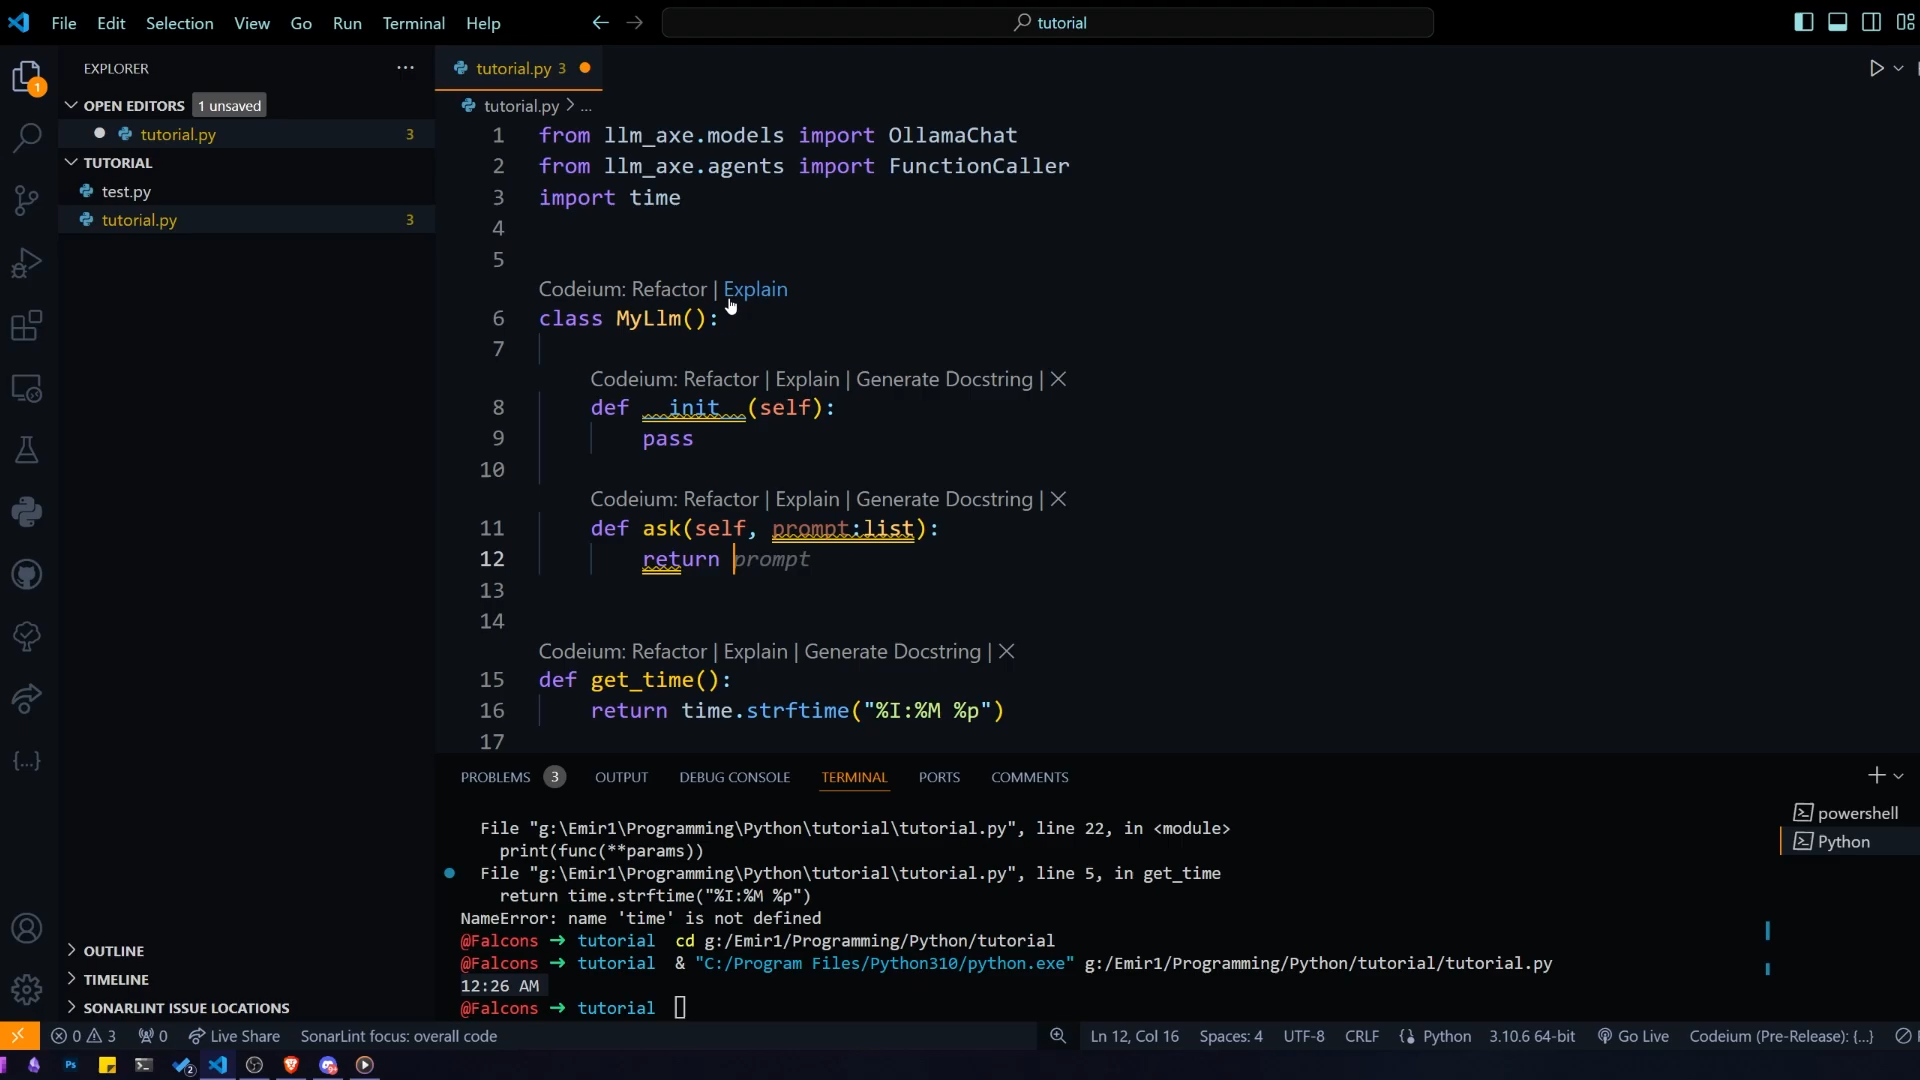 File Edit Selection View Go Run Terminal Help
tutorial
EXPLORER
1
OPEN EDITORS 1 unsaved
tutorial.py 3
TUTORIAL
test.py
tutorial.py 3
OUTLINE
TIMELINE
SONARLINT ISSUE LOCATIONS
tutorial.py 3
tutorial.py > ...
1 from llm_axe.models import OllamaChat
2 from llm_axe.agents import FunctionCaller
3 import time
4
5
Codeium: Refactor | Explain
6 class MyLlm():
7
Codeium: Refactor | Explain | Generate Docstring | ×
8 def __init__(self):
9 pass
10
Codeium: Refactor | Explain | Generate Docstring | ×
11 def ask(self, prompt:list):
12 return prompt
13
14
Codeium: Refactor | Explain | Generate Docstring | ×
15 def get_time():
16 return time.strftime("%I:%M %p")
17
PROBLEMS 3 OUTPUT DEBUG CONSOLE TERMINAL PORTS COMMENTS
File "g:\Emir1\Programming\Python\tutorial\tutorial.py", line 22, in <module>
print(func(**params))
File "g:\Emir1\Programming\Python\tutorial\tutorial.py", line 5, in get_time
return time.strftime("%I:%M %p")
NameError: name 'time' is not defined
@Falcons → tutorial cd g:/Emir1/Programming/Python/tutorial
@Falcons → tutorial & "C:/Program Files/Python310/python.exe" g:/Emir1/Programming/Python/tutorial/tutorial.py
12:26 AM
@Falcons → tutorial
powershell
Python
0 3 0 Live Share SonarLint focus: overall code Ln 12, Col 16 Spaces: 4 UTF-8 CRLF Python 3.10.6 64-bit Go Live Codeium (Pre-Release): {...}
Ps 2